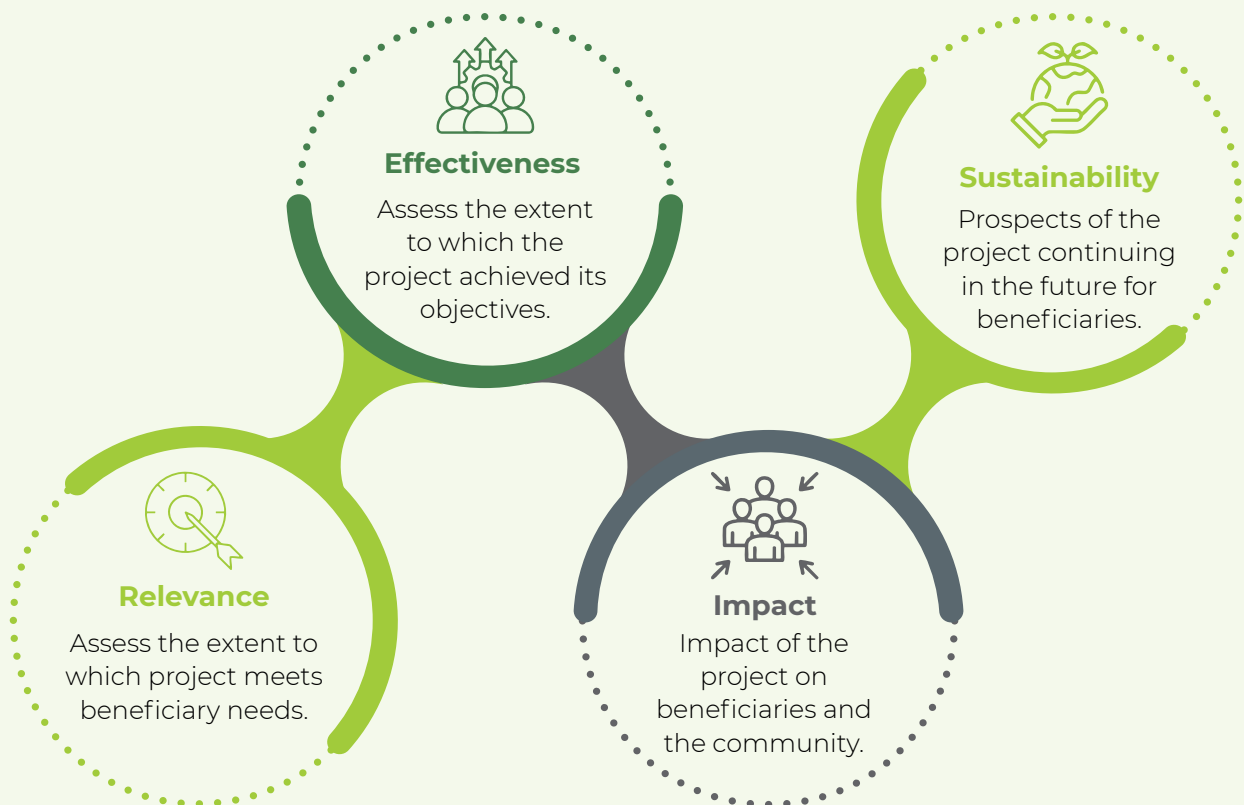 Effectiveness
Assess the extent
to which the
project achieved its
objectives.
Sustainability
Prospects of the
project continuing
in the future for
beneficiaries.
Relevance
Assess the extent to
which project meets
beneficiary needs.
Impact
Impact of the
project on
beneficiaries and
the community.